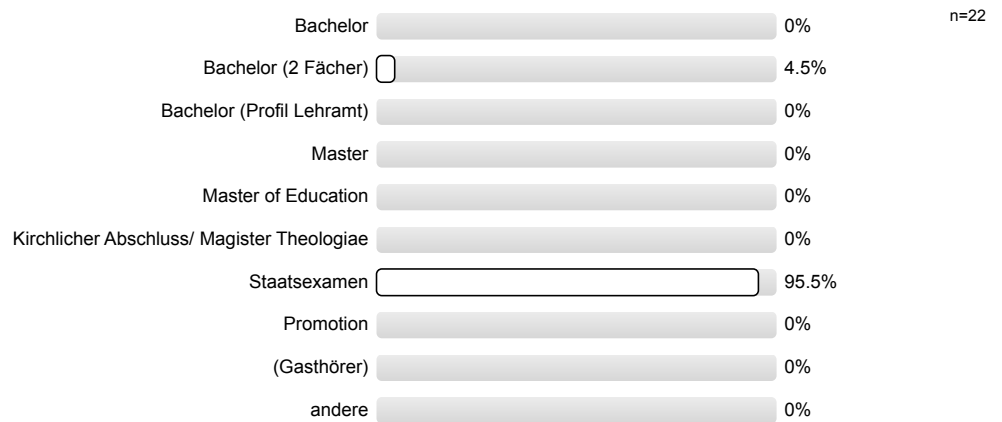 Bachelor 0% n=22
Bachelor (2 Fächer) 4.5%
Bachelor (Profil Lehramt) 0%
Master 0%
Master of Education 0%
Kirchlicher Abschluss/ Magister Theologiae 0%
Staatsexamen 95.5%
Promotion 0%
(Gasthörer) 0%
andere 0%